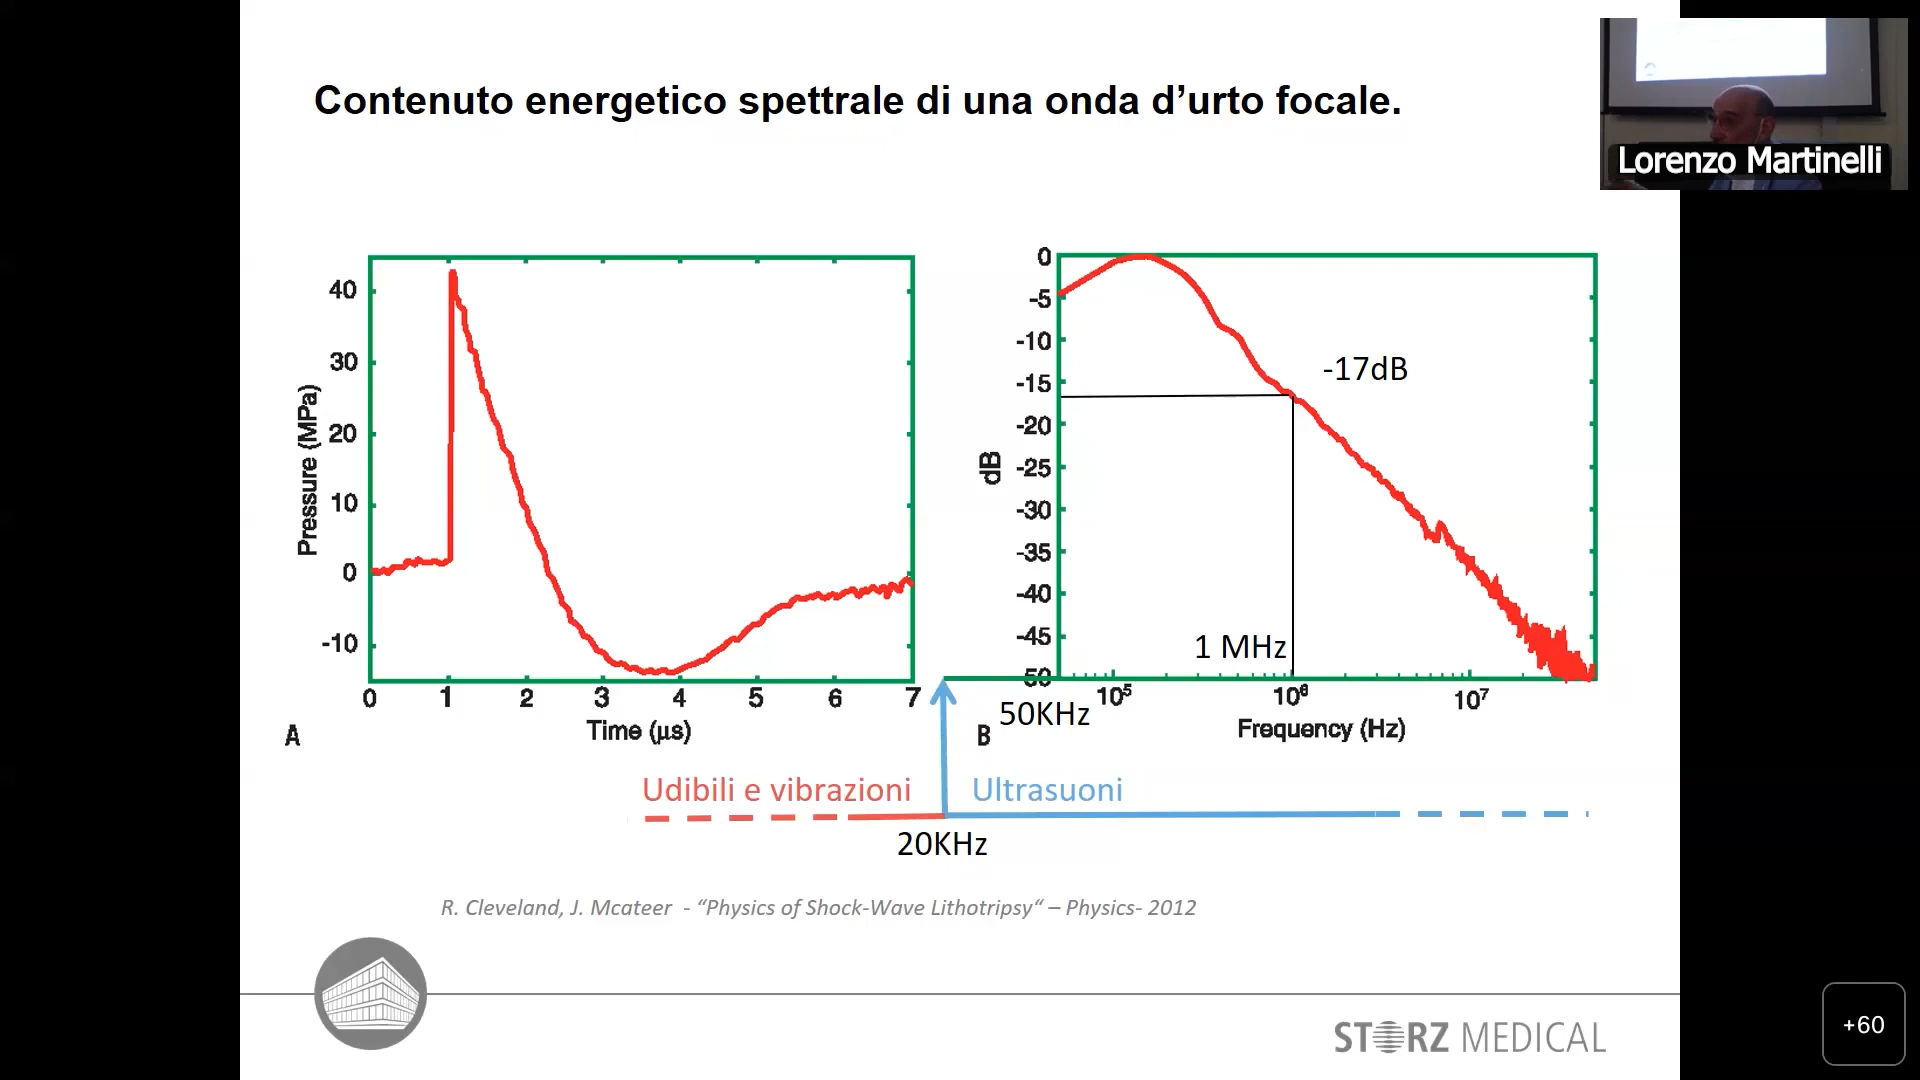 Contenuto energetico spettrale di una onda d'urto focale.
Lorenzo Martinelli
Pressure (MPa)
40
30
20
10
0
-10
0 1 2 3 4 5 6 7
Time (µs)
A
dB
0
-5
-10
-15
-20
-25
-30
-35
-40
-45
-50
-17dB
1 MHz
10⁵ 10⁶ 10⁷
50KHz
Frequency (Hz)
B
Udibili e vibrazioni
Ultrasuoni
20KHz
R. Cleveland, J. Mcateer - “Physics of Shock-Wave Lithotripsy“ – Physics- 2012
STORZ MEDICAL
+60